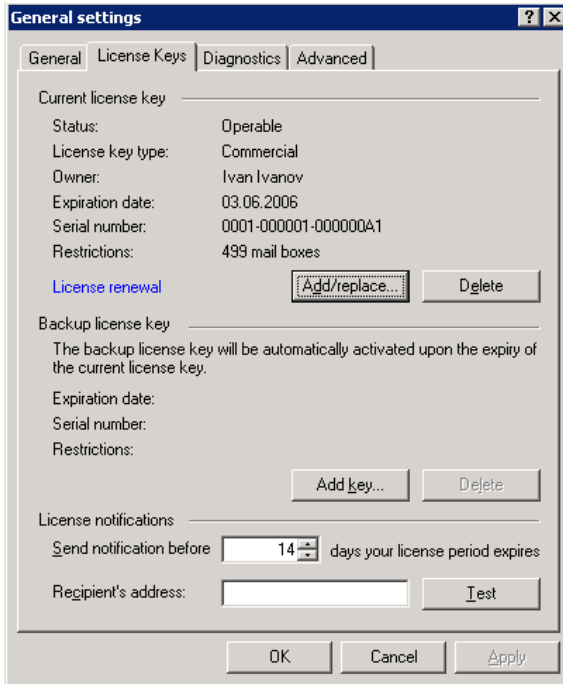 General settings
General License Keys Diagnostics Advanced
Current license key
Status: Operable
License key type: Commercial
Owner: Ivan Ivanov
Expiration date: 03.06.2006
Serial number: 0001-000001-000000A1
Restrictions: 499 mail boxes
License renewal Add/replace... Delete
Backup license key
The backup license key will be automatically activated upon the expiry of
the current license key.
Expiration date:
Serial number:
Restrictions:
Add key... Delete
License notifications
Send notification before 14 days your license period expires
Recipient's address: Test
OK Cancel Apply